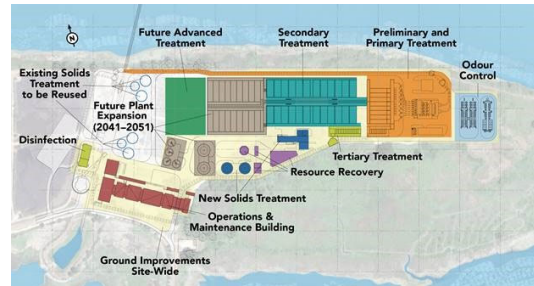 Future Advanced
Treatment
Secondary
Treatment
Preliminary and
Primary Treatment
Odour
Control
N
Existing Solids
Treatment
to be Reused
Future Plant
Expansion
(2041–2051)
Disinfection
Tertiary Treatment
Resource Recovery
New Solids Treatment
Operations &
Maintenance Building
Ground Improvements
Site-Wide